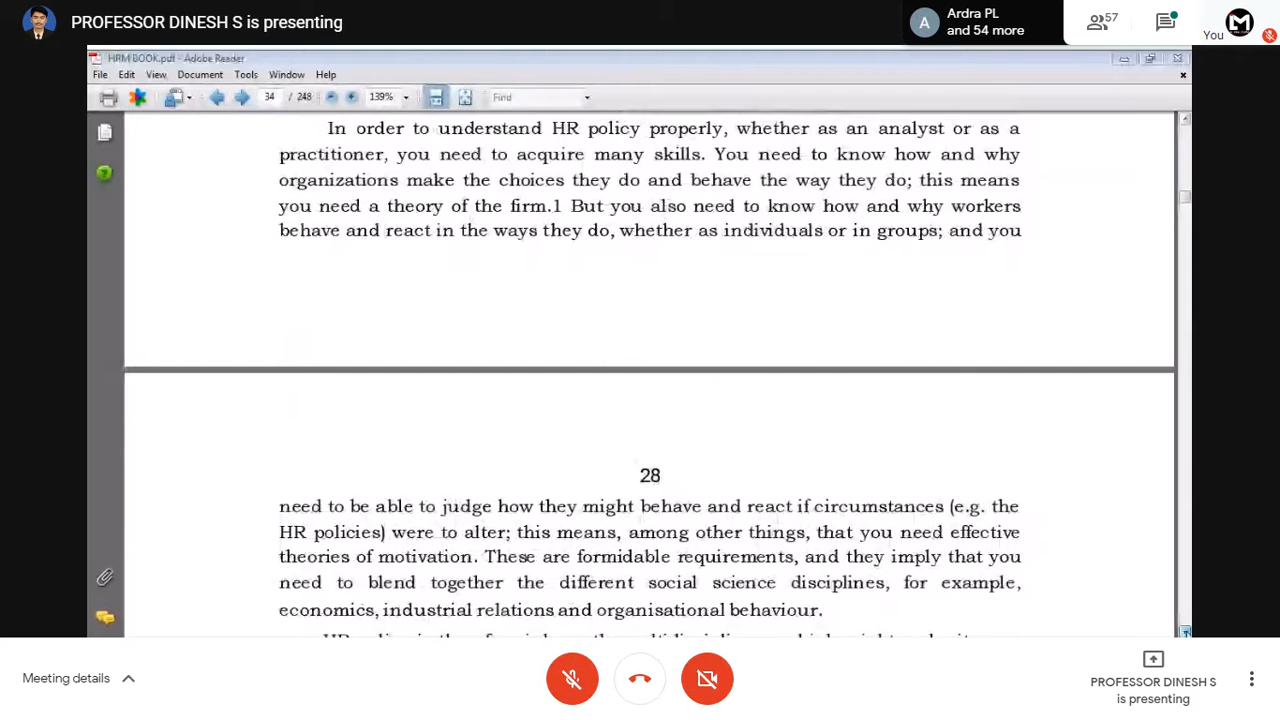 PROFESSOR DINESH S is presenting
A
Ardra PL
and 54 more
57
You
M
HRM BOOK.pdf - Adobe Reader
File Edit View Document Tools Window Help
34 / 248 139% Find
In order to understand HR policy properly, whether as an analyst or as a
practitioner, you need to acquire many skills. You need to know how and why
organizations make the choices they do and behave the way they do; this means
you need a theory of the firm.1 But you also need to know how and why workers
behave and react in the ways they do, whether as individuals or in groups; and you
28
need to be able to judge how they might behave and react if circumstances (e.g. the
HR policies) were to alter; this means, among other things, that you need effective
theories of motivation. These are formidable requirements, and they imply that you
need to blend together the different social science disciplines, for example,
economics, industrial relations and organisational behaviour.
Meeting details
PROFESSOR DINESH S
is presenting